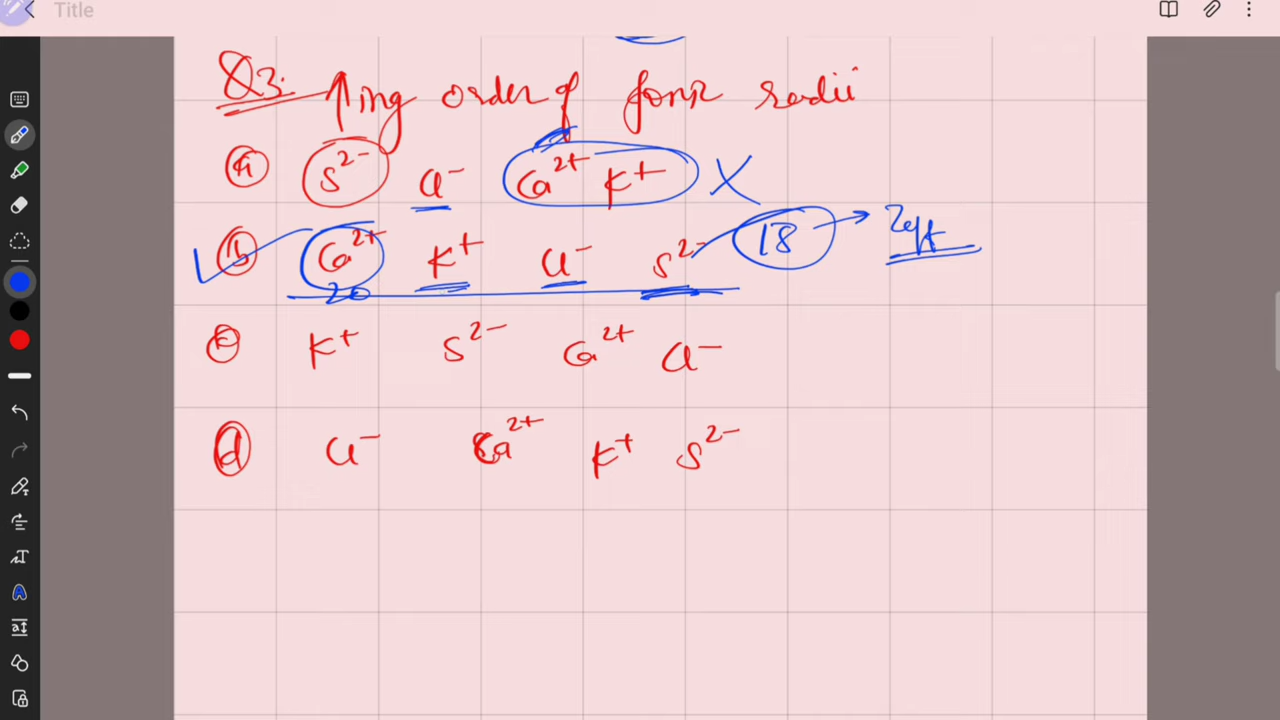 Title
Q3. ↑ing order of ionic radii
(a) S²⁻ Cl⁻ Ca²⁺ K⁺ X
(b) Ca²⁺ K⁺ Cl⁻ S²⁻ 18 → Zeff
20
(c) K⁺ S²⁻ Ca²⁺ Cl⁻
(d) Cl⁻ Ca²⁺ K⁺ S²⁻